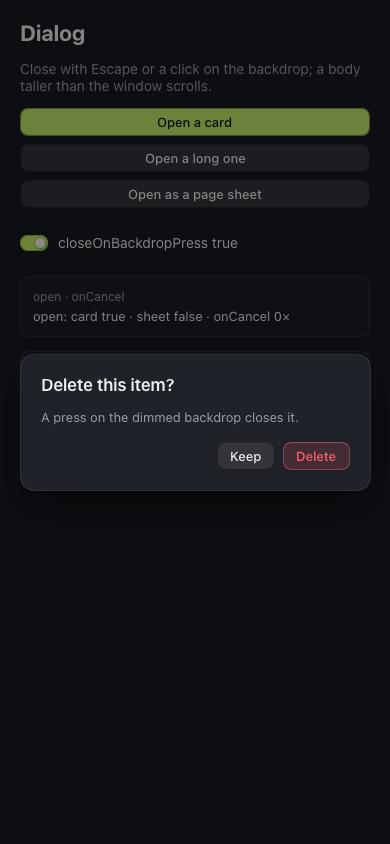 Dialog
Close with Escape or a click on the backdrop; a body
taller than the window scrolls.
Open a card
Open a long one
Open as a page sheet
closeOnBackdropPress true
open · onCancel
open: card true · sheet false · onCancel 0×
Delete this item?
A press on the dimmed backdrop closes it.
Keep
Delete